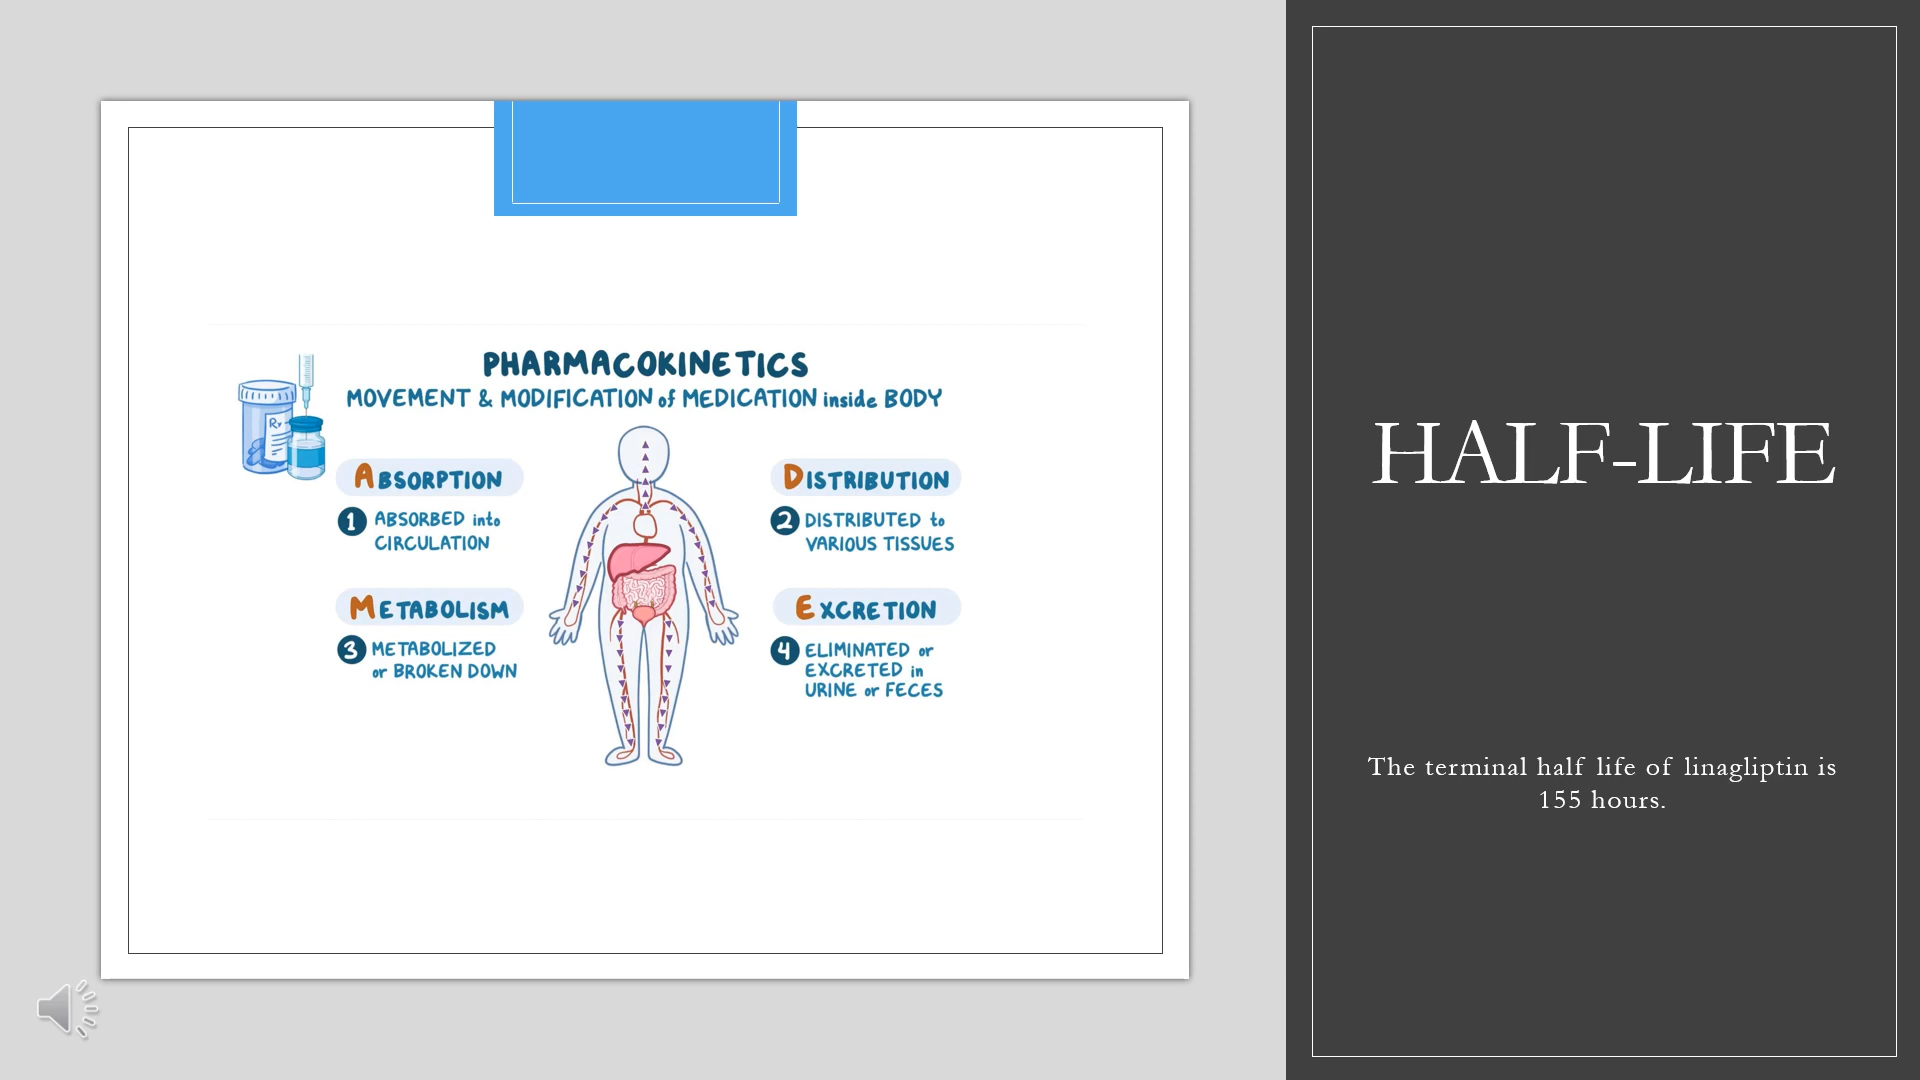 PHARMACOKINETICS
MOVEMENT & MODIFICATION of MEDICATION inside BODY
Rx
ABSORPTION
1 ABSORBED into
CIRCULATION
DISTRIBUTION
2 DISTRIBUTED to
VARIOUS TISSUES
METABOLISM
3 METABOLIZED
or BROKEN DOWN
EXCRETION
4 ELIMINATED or
EXCRETED in
URINE or FECES
HALF-LIFE
The terminal half life of linagliptin is
155 hours.